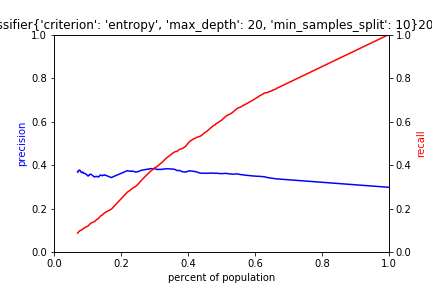 ssifier{'criterion': 'entropy', 'max_depth': 20, 'min_samples_split': 10}20
1.0 1.0
0.8 0.8
0.6 0.6
precision recall
0.4 0.4
0.2 0.2
0.0 0.0
0.0 0.2 0.4 0.6 0.8 1.0
percent of population